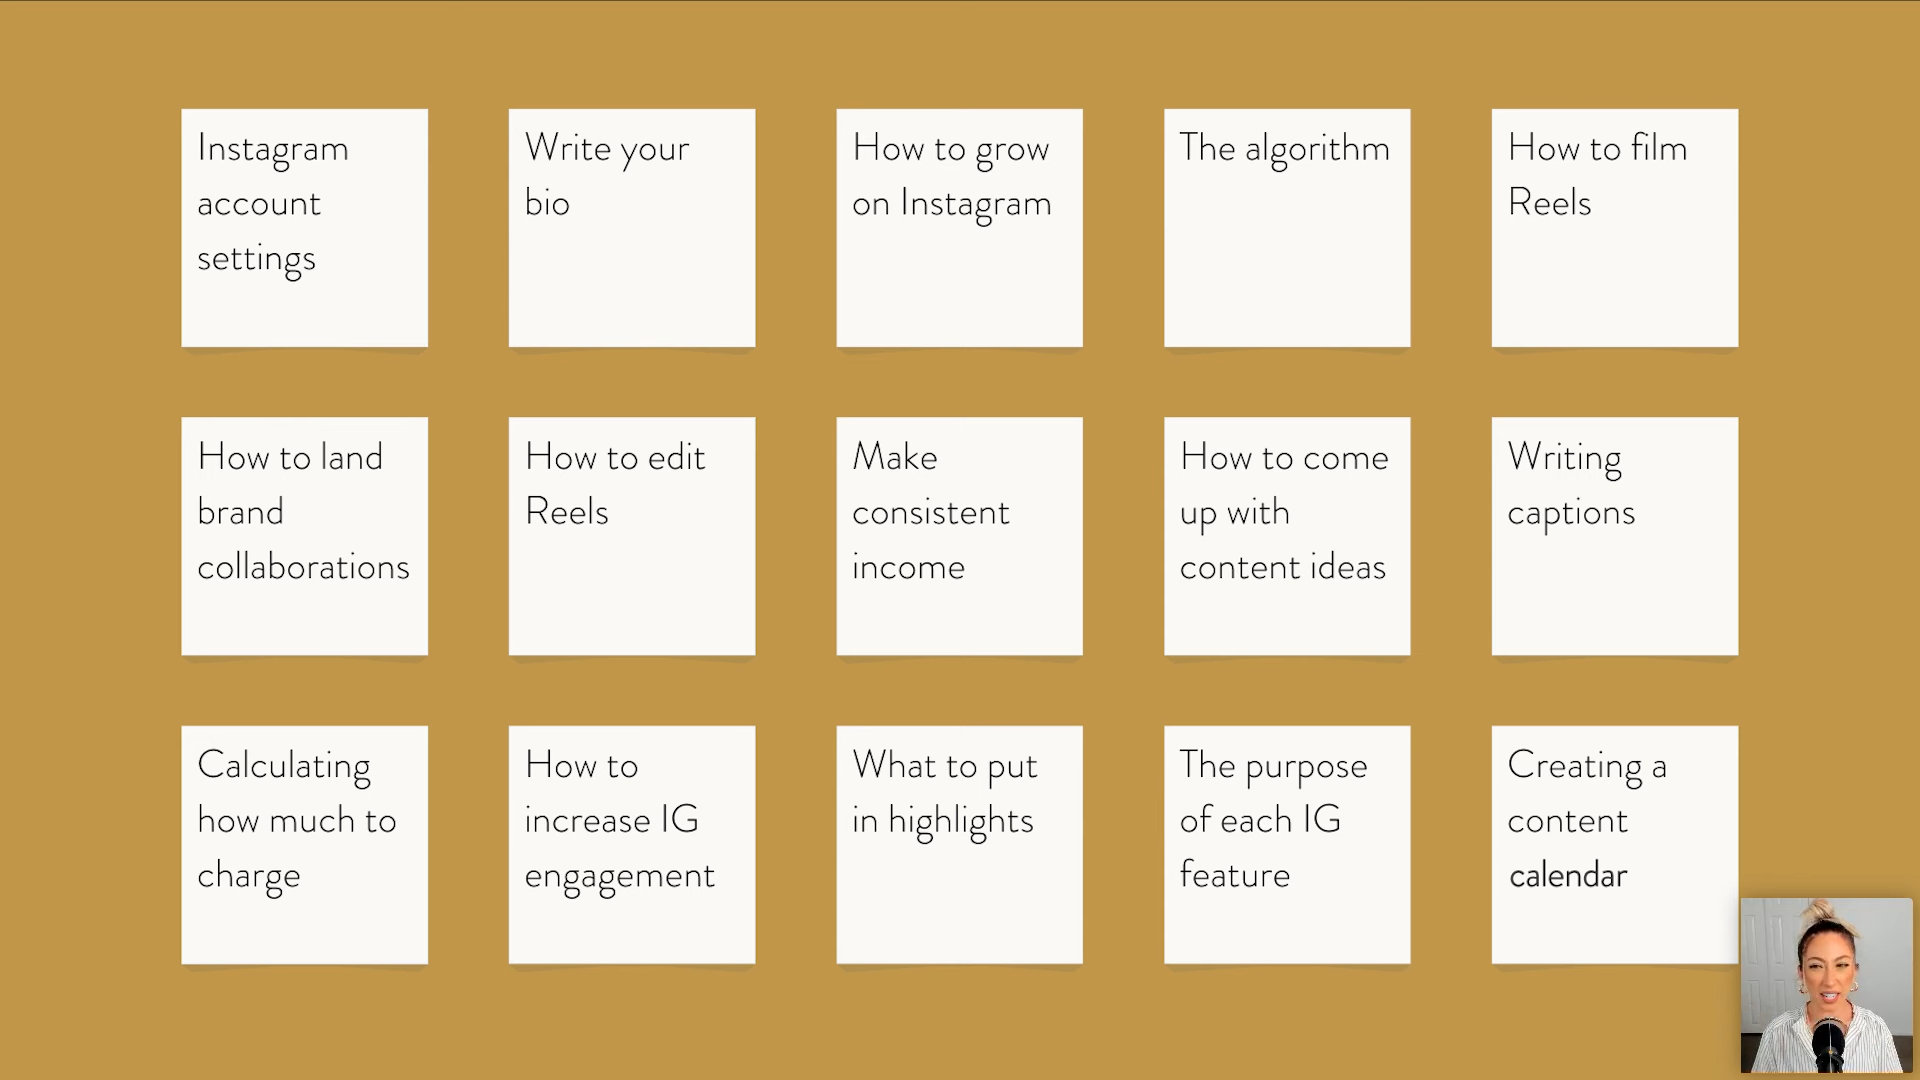 Instagram
account
settings
Write your
bio
How to grow
on Instagram
The algorithm
How to film
Reels
How to land
brand
collaborations
How to edit
Reels
Make
consistent
income
How to come
up with
content ideas
Writing
captions
Calculating
how much to
charge
How to
increase IG
engagement
What to put
in highlights
The purpose
of each IG
feature
Creating a
content
calendar